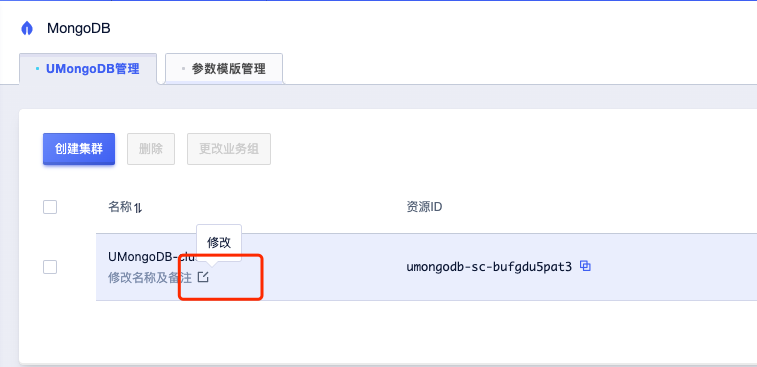 MongoDB
UMongoDB管理
参数模版管理
创建集群 删除 更改业务组
名称 资源ID
修改
UMongoDB-clu
修改名称及备注
umongodb-sc-bufgdu5pat3